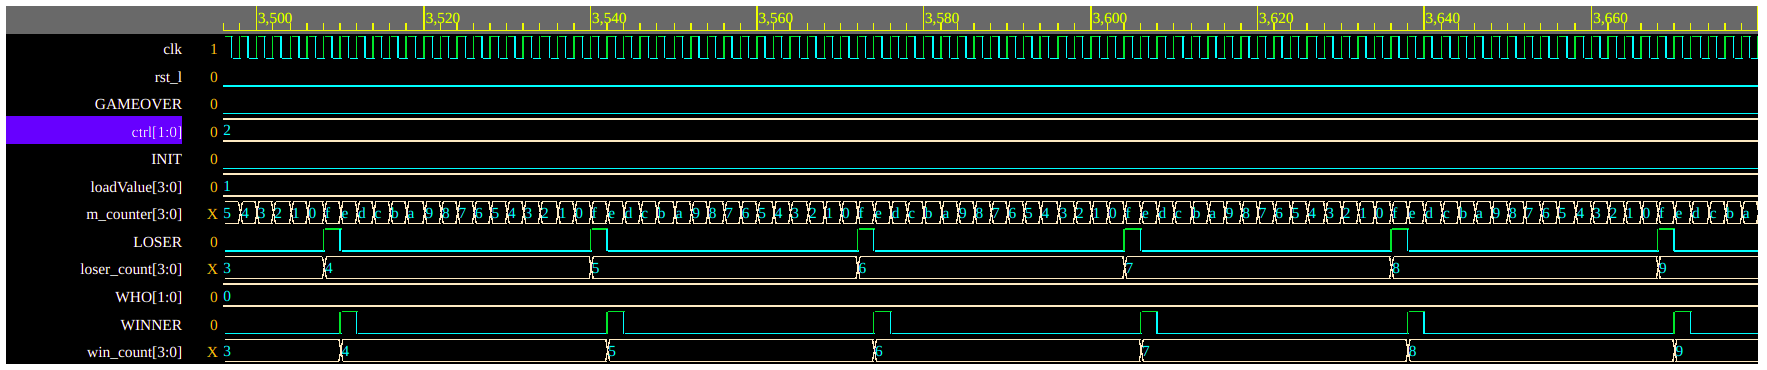 3,500 3,520 3,540 3,560 3,580 3,600 3,620 3,640 3,660
clk 1
rst_l 0
GAMEOVER 0
ctrl[1:0] 0 2
INIT 0
loadValue[3:0] 0 1
m_counter[3:0] X 5 4 3 2 1 0 f e d c b a 9 8 7 6 5 4 3 2 1 0 f e d c b a 9 8 7 6 5 4 3 2 1 0 f e d c b a 9 8 7 6 5 4 3 2 1 0 f e d c b a 9 8 7 6 5 4 3 2 1 0 f e d c b a 9 8 7 6 5 4 3 2 1 0 f e d c b a
LOSER 0
loser_count[3:0] X 3 4 5 6 7 8 9
WHO[1:0] 0 0
WINNER 0
win_count[3:0] X 3 4 5 6 7 8 9